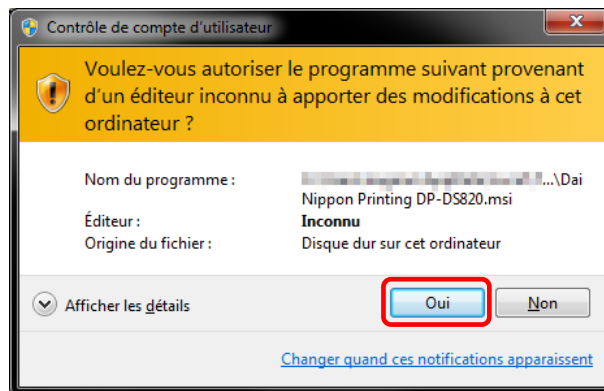 Contrôle de compte d'utilisateur
Voulez-vous autoriser le programme suivant provenant
d'un éditeur inconnu à apporter des modifications à cet
ordinateur ?
Nom du programme : ...\Dai
Nippon Printing DP-DS820.msi
Éditeur : Inconnu
Origine du fichier : Disque dur sur cet ordinateur
Afficher les détails Oui Non
Changer quand ces notifications apparaissent